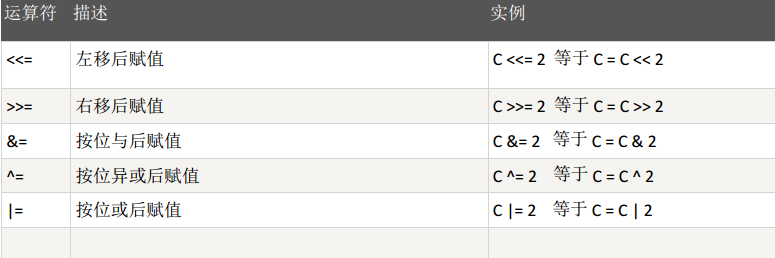 运算符 描述 实例
<<= 左移后赋值 C <<= 2 等于 C = C << 2
>>= 右移后赋值 C >>= 2 等于 C = C >> 2
&= 按位与后赋值 C &= 2 等于 C = C & 2
^= 按位异或后赋值 C ^= 2 等于 C = C ^ 2
|= 按位或后赋值 C |= 2 等于 C = C | 2